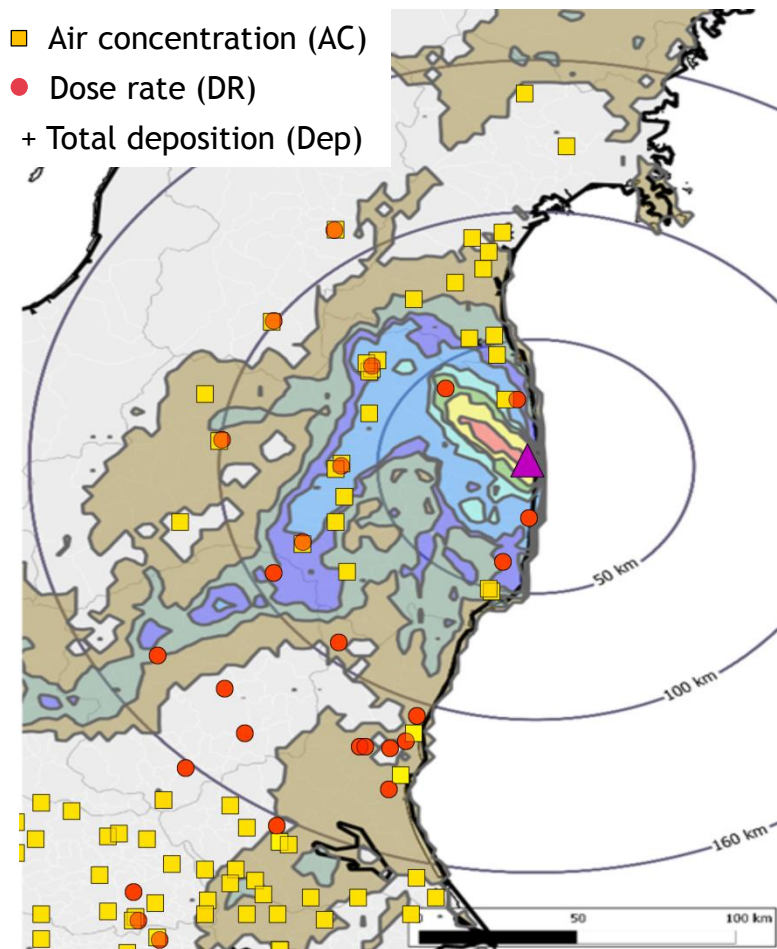 Air concentration (AC)
Dose rate (DR)
+ Total deposition (Dep)
50 km
100 km
160 km
0 50 100 km